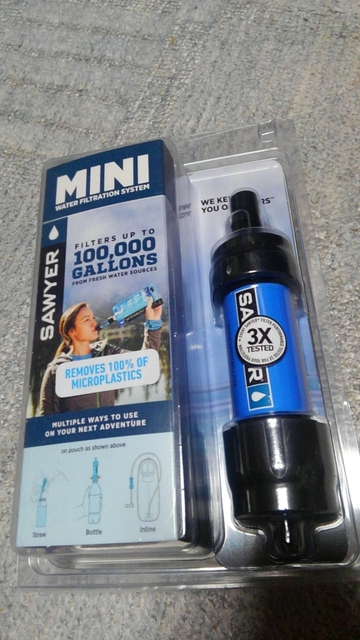 MINI
WATER FILTRATION SYSTEM
SAWYER
FILTERS UP TO
100,000
GALLONS
FROM FRESH WATER SOURCES
REMOVES 100% OF
MICROPLASTICS
MULTIPLE WAYS TO USE
ON YOUR NEXT ADVENTURE
on pouch as shown above
Straw
Bottle
Inline
WE KE
YOU O
SA
R
3X
TESTED